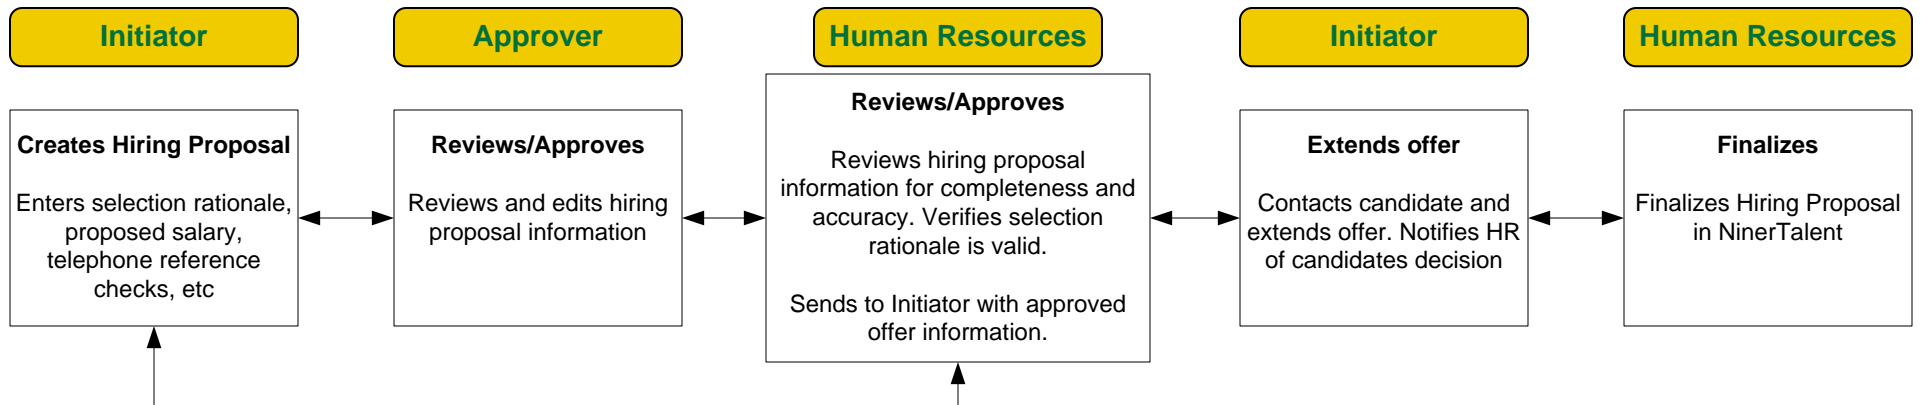 Initiator
Approver
Human Resources
Initiator
Human Resources
Creates Hiring Proposal
Enters selection rationale,
proposed salary,
telephone reference
checks, etc
Reviews/Approves
Reviews and edits hiring
proposal information
Reviews/Approves
Reviews hiring proposal
information for completeness and
accuracy. Verifies selection
rationale is valid.
Sends to Initiator with approved
offer information.
Extends offer
Contacts candidate and
extends offer. Notifies HR
of candidates decision
Finalizes
Finalizes Hiring Proposal
in NinerTalent